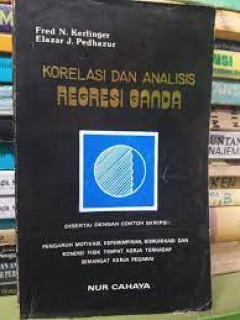 Fred N. Kerlinger
Elazar J. Pedhazur
KORELASI DAN ANALISIS
REGRESI GANDA
DISERTAI DENGAN CONTOH SKRIPSI:
PENGARUH MOTIVASI, KEPEMIMPINAN, KOMUNIKASI DAN
KONDISI FISIK TEMPAT KERJA TERHADAP
SEMANGAT KERJA PEGAWAI
NUR CAHAYA